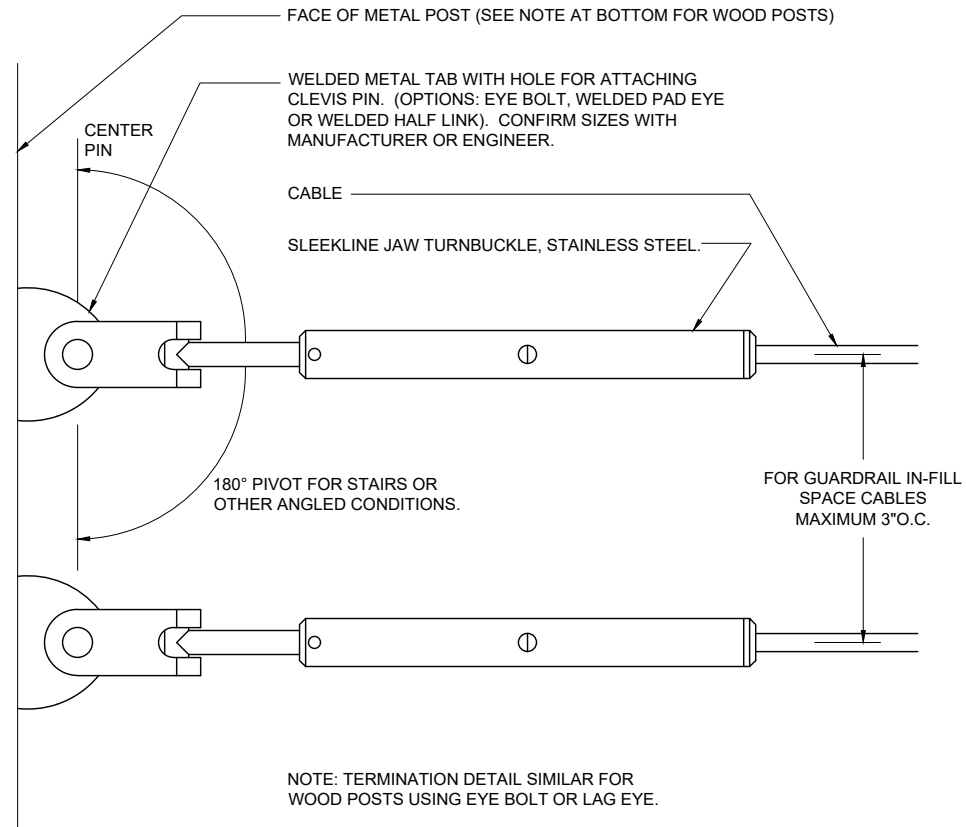 FACE OF METAL POST (SEE NOTE AT BOTTOM FOR WOOD POSTS)
WELDED METAL TAB WITH HOLE FOR ATTACHING
CLEVIS PIN.  (OPTIONS: EYE BOLT, WELDED PAD EYE
OR WELDED HALF LINK).  CONFIRM SIZES WITH
MANUFACTURER OR ENGINEER.
CENTER
PIN
CABLE
SLEEKLINE JAW TURNBUCKLE, STAINLESS STEEL.
180° PIVOT FOR STAIRS OR
OTHER ANGLED CONDITIONS.
FOR GUARDRAIL IN-FILL
SPACE CABLES
MAXIMUM 3"O.C.
NOTE: TERMINATION DETAIL SIMILAR FOR
WOOD POSTS USING EYE BOLT OR LAG EYE.